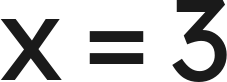 x = 3